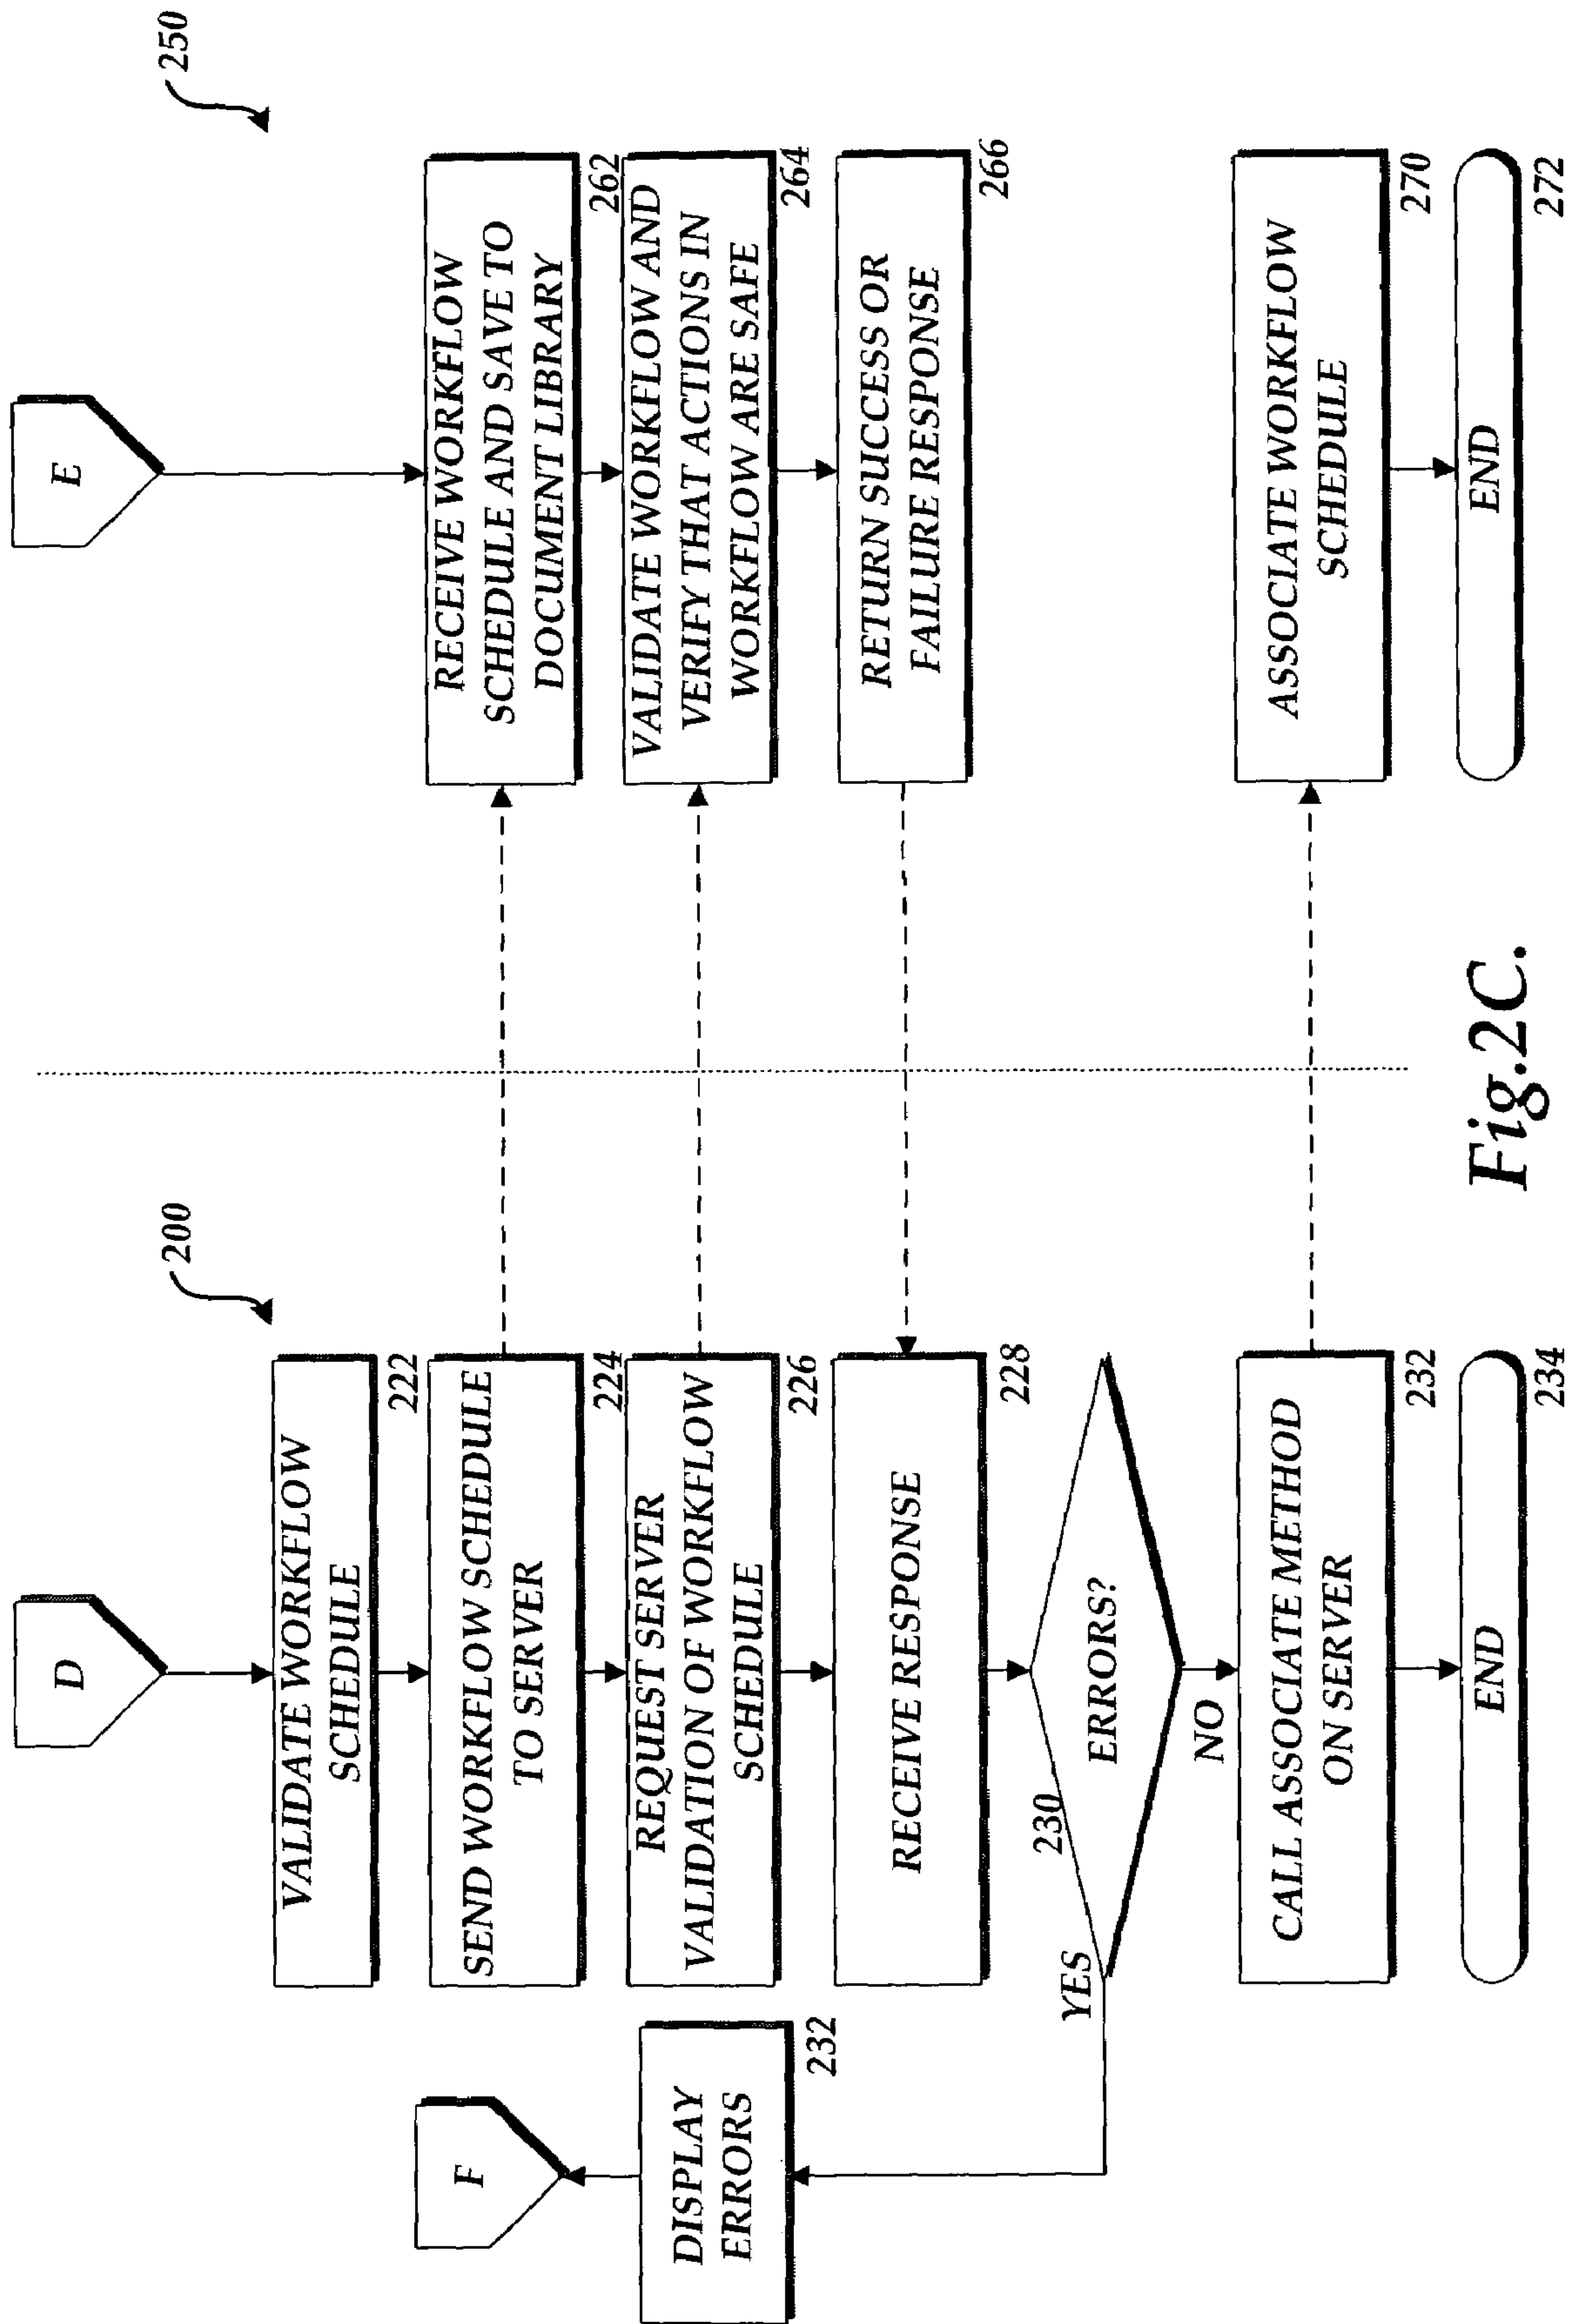 D
200
VALIDATE WORKFLOW
SCHEDULE
222
SEND WORKFLOW SCHEDULE
TO SERVER
224
REQUEST SERVER
VALIDATION OF WORKFLOW
SCHEDULE
226
RECEIVE RESPONSE
228
230
ERRORS?
YES
NO
F
DISPLAY
ERRORS
232
CALL ASSOCIATE METHOD
ON SERVER
232
END
234
E
250
RECEIVE WORKFLOW
SCHEDULE AND SAVE TO
DOCUMENT LIBRARY
262
VALIDATE WORKFLOW AND
VERIFY THAT ACTIONS IN
WORKFLOW ARE SAFE
264
RETURN SUCCESS OR
FAILURE RESPONSE
266
ASSOCIATE WORKFLOW
SCHEDULE
270
END
272
Fig.2C.